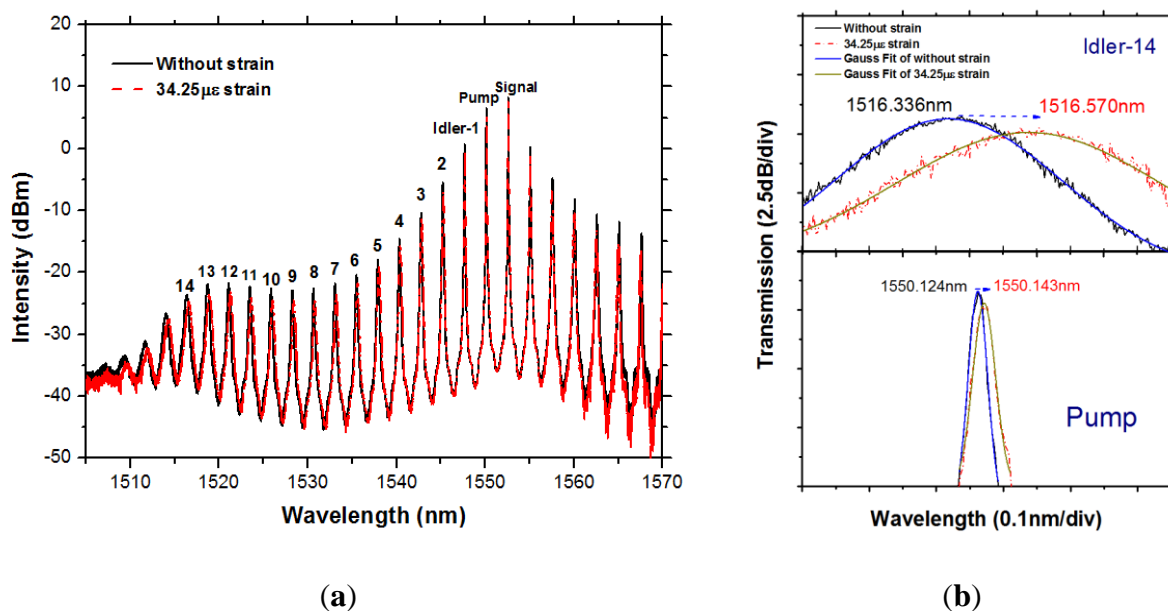 20
10
0
-10
-20
-30
-40
-50
Intensity (dBm)
Without strain
34.25με strain
Signal
Pump
Idler-1
2
3
4
5
6
7
8
9
10
11
12
13
14
1510
1520
1530
1540
1550
1560
1570
Wavelength (nm)
(a)
Without strain
34.25με strain
Gauss Fit of without strain
Gauss Fit of 34.25με strain
Idler-14
1516.336nm
1516.570nm
Transmission (2.5dB/div)
1550.124nm
1550.143nm
Pump
Wavelength (0.1nm/div)
(b)